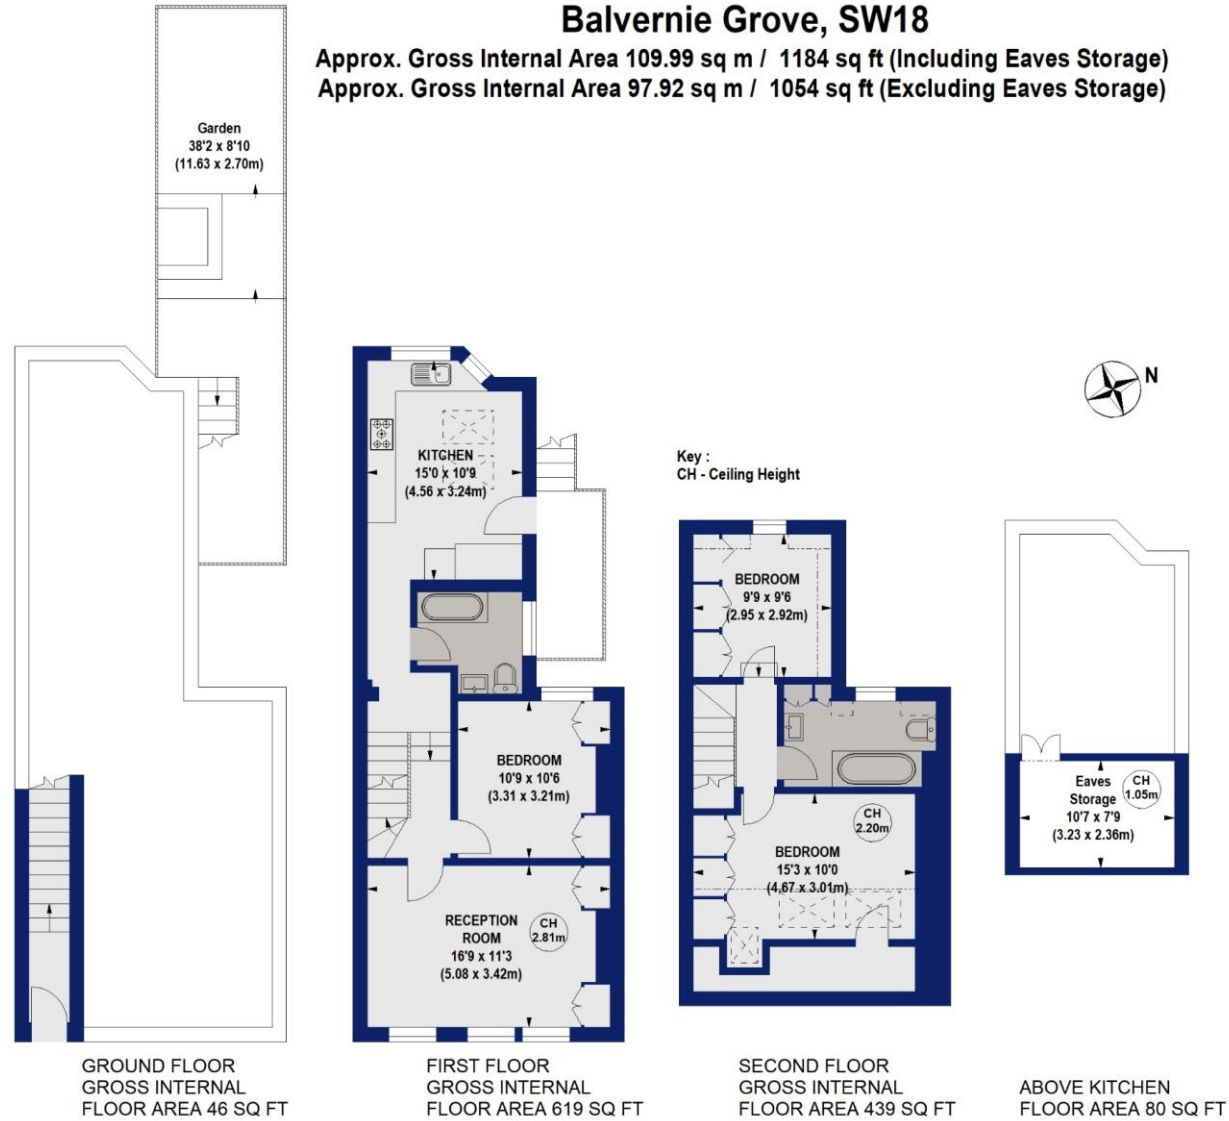 Balvernie Grove, SW18
Approx. Gross Internal Area 109.99 sq m / 1184 sq ft (Including Eaves Storage)
Approx. Gross Internal Area 97.92 sq m / 1054 sq ft (Excluding Eaves Storage)
Garden
38'2 x 8'10
(11.63 x 2.70m)
N
KITCHEN
15'0 x 10'9
(4.56 x 3.24m)
Key :
CH - Ceiling Height
BEDROOM
9'9 x 9'6
(2.95 x 2.92m)
BEDROOM
10'9 x 10'6
(3.31 x 3.21m)
Eaves
Storage
10'7 x 7'9
(3.23 x 2.36m)
CH
1.05m
CH
2.20m
BEDROOM
15'3 x 10'0
(4.67 x 3.01m)
RECEPTION
ROOM
16'9 x 11'3
(5.08 x 3.42m)
CH
2.81m
GROUND FLOOR
GROSS INTERNAL
FLOOR AREA 46 SQ FT
FIRST FLOOR
GROSS INTERNAL
FLOOR AREA 619 SQ FT
SECOND FLOOR
GROSS INTERNAL
FLOOR AREA 439 SQ FT
ABOVE KITCHEN
FLOOR AREA 80 SQ FT